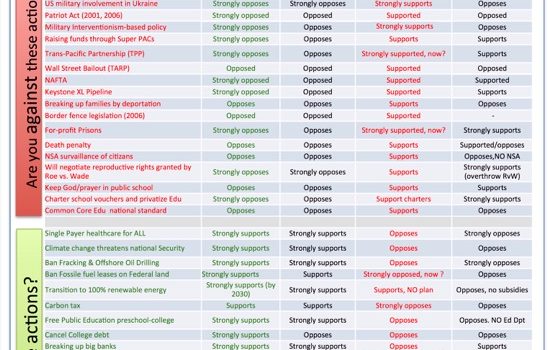 US military involvement in Ukraine Strongly opposes Strongly opposes Strongly supports Opposes
Patriot Act (2001, 2006) Strongly opposed Opposed Supported Opposed
Military Interventionism-based policy Strongly opposes Opposes Strongly supports Opposes
Raising funds through Super PACs Strongly opposes Opposes Supports Supports
Trans-Pacific Partnership (TPP) Strongly opposes Opposes Strongly supported, now? Opposes
Wall Street Bailout (TARP) Opposed Opposed Supported Opposed
NAFTA Strongly opposed Opposed Supported Supported
Keystone XL Pipeline Strongly opposed Opposed Supported Supports
Breaking up families by deportation Opposes Opposes Supports Opposes
Border fence legislation (2006) Opposed Opposed Supported -
For-profit Prisons Strongly opposes Opposes Strongly supported, now? Strongly supports
Death penalty Opposes Opposes Supports Supported/opposes
NSA survaillance of citizans Opposes Opposes Supports Opposes,NO NSA
Will negotiate reproductive rights granted by Roe vs. Wade Strongly opposes Strongly opposes Supports Strongly supports (overthrow RvW)
Keep God/prayer in public school Opposes Opposes Supports Supports
Charter school vouchers and privatize Edu Strongly opposes Opposes Support charters Strongly supports
Common Core Edu national standard Opposes Opposes Supports Opposes
Are you against these actio
Single Payer healthcare for ALL Strongly supports Strongly supports Opposes Strongly opposes
Climate change threatens national Security Strongly supports Strongly supports Opposes Opposes
Ban Fracking & Offshore Oil Drilling Strongly supports Strongly supports Opposes Strongly opposes
Ban Fossile fuel leases on Federal land Strongly supports Supports Strongly opposed, now ? Opposes
Transition to 100% renewable energy Strongly supports (by 2030) Strongly supports Supports, NO plan Opposes, no subsidies
Carbon tax Supports Supports Strongly opposes Opposes
Free Public Education preschool-college Strongly supports Strongly supports Opposes Opposes. NO Ed Dpt
Cancel College debt Strongly supports Opposes Opposes Opposes
Breaking up big banks Strongly supports Strongly supports Opposes Supports
actions?